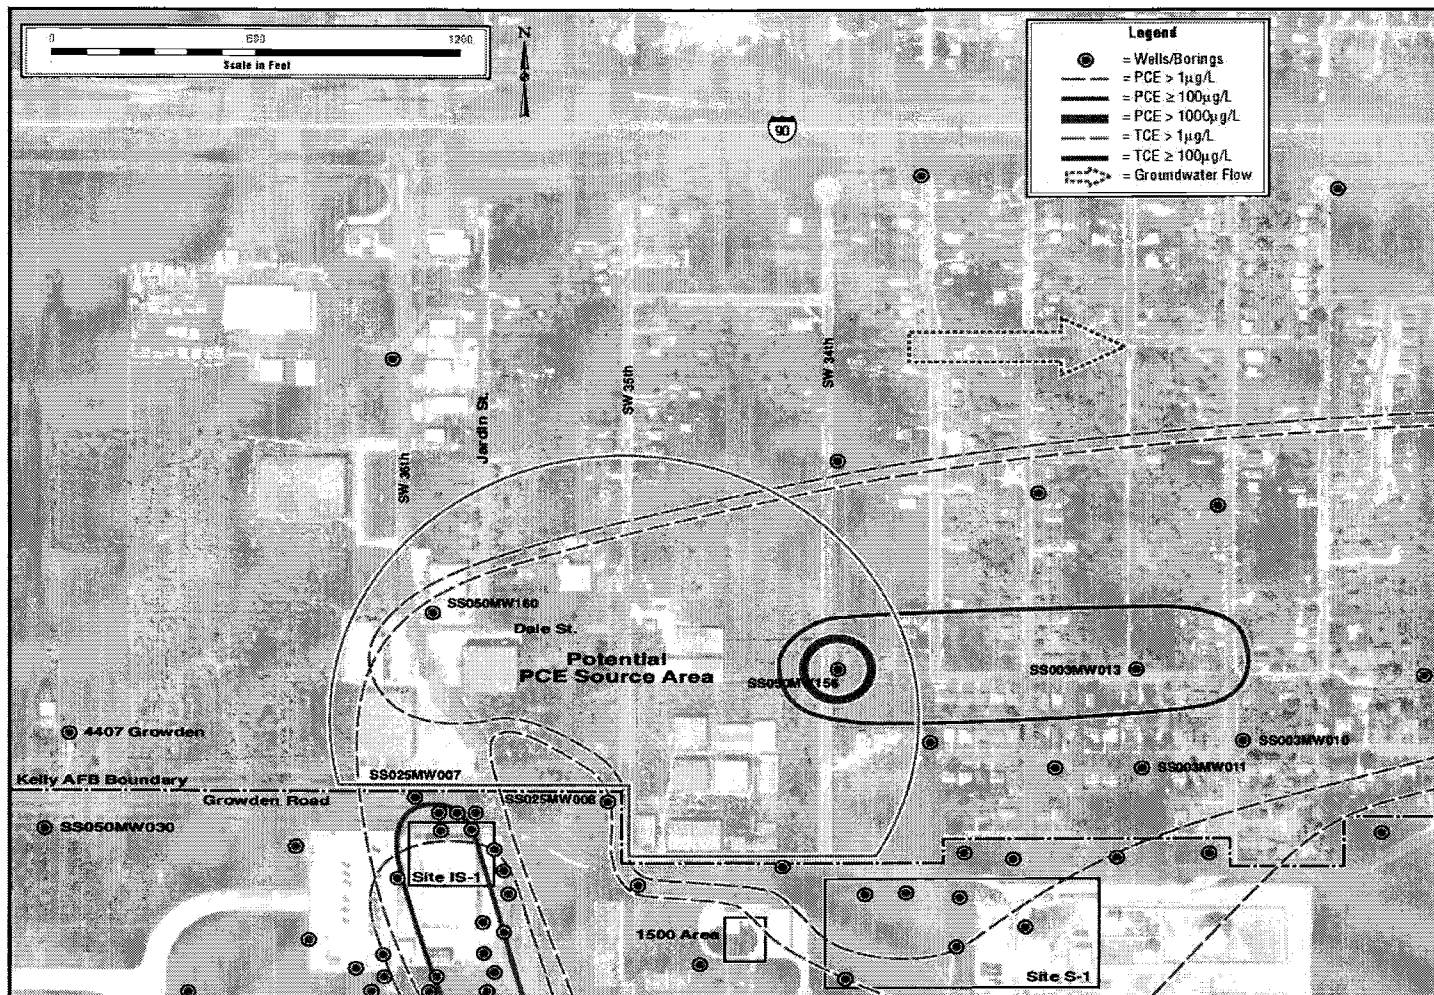 0 600 1200
Scale in Feet
N
Legend
= Wells/Borings
= PCE > 1µg/L
= PCE ≥ 100µg/L
= PCE > 1000µg/L
= TCE > 1µg/L
= TCE ≥ 100µg/L
= Groundwater Flow
90
SW 34th
SW 35th
Jardin St.
SW 36th
SS050MW160
Dale St.
Potential
PCE Source Area
SS050MW156
SS003MW013
4407 Growden
SS003MW010
Kelly AFB Boundary
SS025MW007
SS003MW011
Growden Road
SS025MW008
SS050MW030
Site IS-1
1500 Area
Site S-1